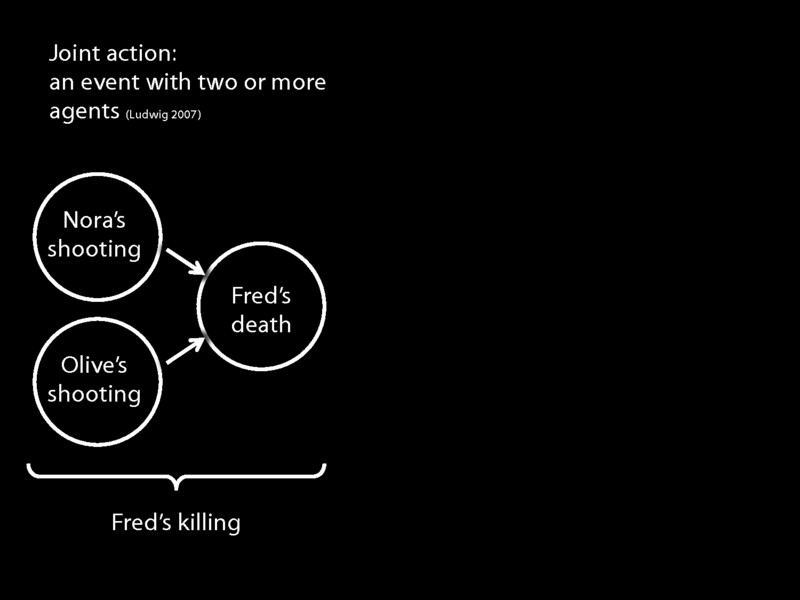 Joint action:
an event with two or more
agents (Ludwig 2007)
Nora’s
shooting
Fred’s
death
Olive’s
shooting
Fred’s killing